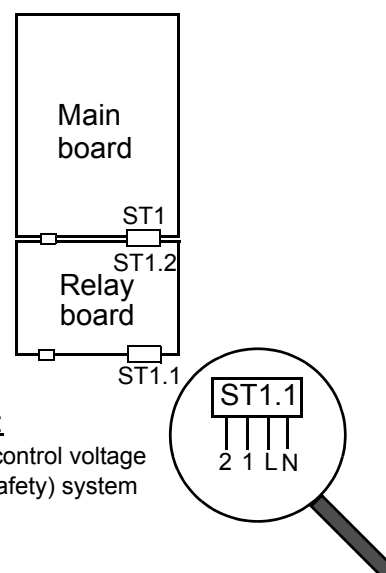 Main
board
ST1
ST1.2
Relay
board
ST1.1
ST1.1
2 1 L N
control voltage
afety) system